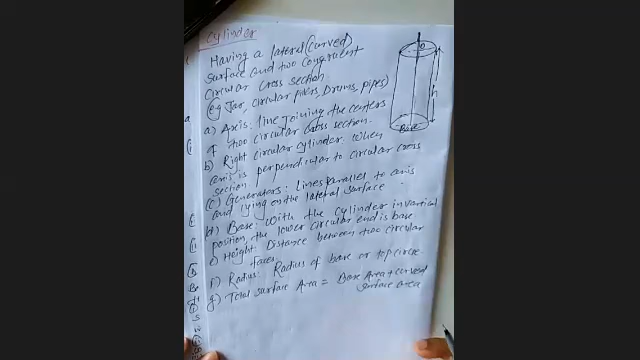 Cylinder
Having a lateral (Curved)
Surface and two congruent
Circular Cross section.
(eg Jar, Circular pillers, Drums, pipes)
a) Axis: line Joining the centers
of two circular cross section.
b) Right circular cylinder: When
axis is perpendicular to circular cross
section
(c) Generators: Lines parallel to axis
and lying on the lateral surface
d) Base: With the Cylinder in vertical
position, the lower circular end is base
e) Height: Distance between two circular
faces
f) Radius: Radius of base or top circle.
g) Total surface Area = Base Area + curved
surface area
h
Base